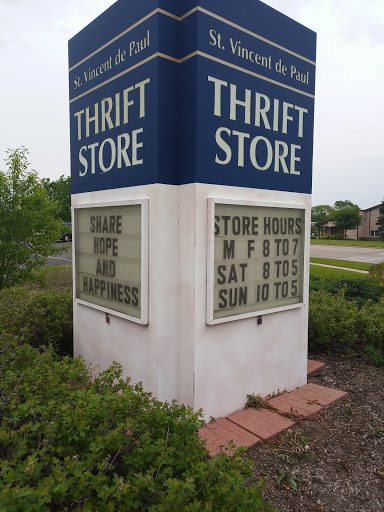 St. Vincent de Paul
THRIFT
STORE
SHARE
HOPE
AND
HAPPINESS
St. Vincent de Paul
THRIFT
STORE
STORE HOURS
M F 8 TO 7
SAT 8 TO 5
SUN 10 TO 5